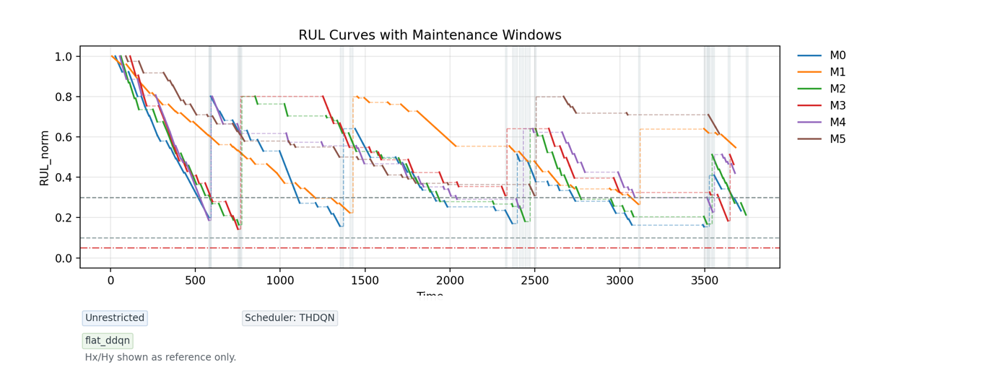 RUL Curves with Maintenance Windows
M0
M1
M2
M3
M4
M5
RUL_norm
1.0
0.8
0.6
0.4
0.2
0.0
0 500 1000 1500 2000 2500 3000 3500
Time
Unrestricted Scheduler: THDQN
flat_ddqn
Hx/Hy shown as reference only.